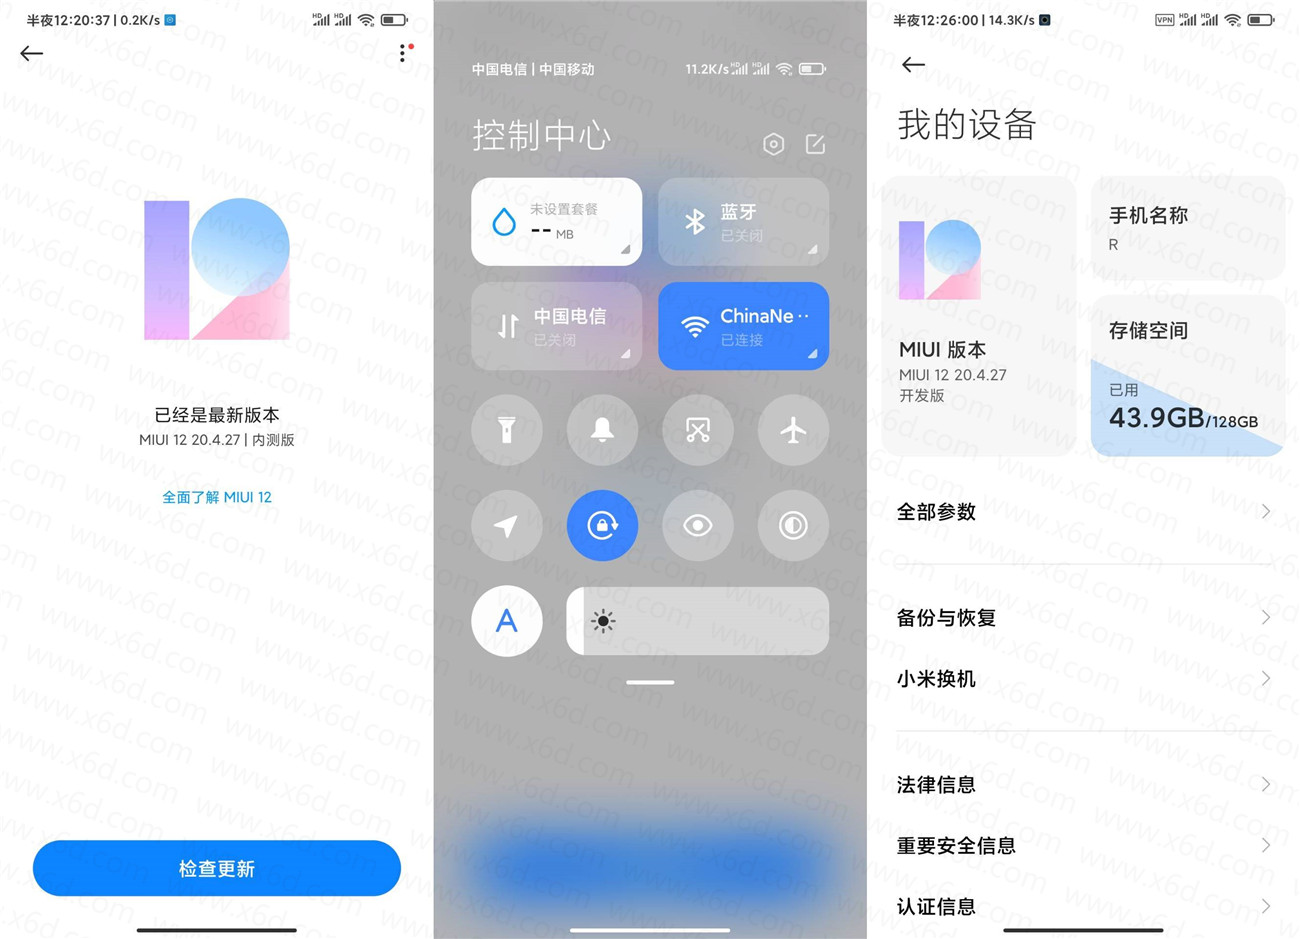 半夜12:20:37 | 0.2K/s
已经是最新版本
MIUI 12 20.4.27 | 内测版
全面了解 MIUI 12
检查更新
中国电信 | 中国移动
11.2K/s
控制中心
未设置套餐
-- MB
蓝牙
已关闭
中国电信
已关闭
ChinaNe··
已连接
A
半夜12:26:00 | 14.3K/s
VPN
我的设备
MIUI 版本
MIUI 12 20.4.27
开发版
手机名称
R
存储空间
已用
43.9GB/128GB
全部参数
备份与恢复
小米换机
法律信息
重要安全信息
认证信息
www.x6d.com